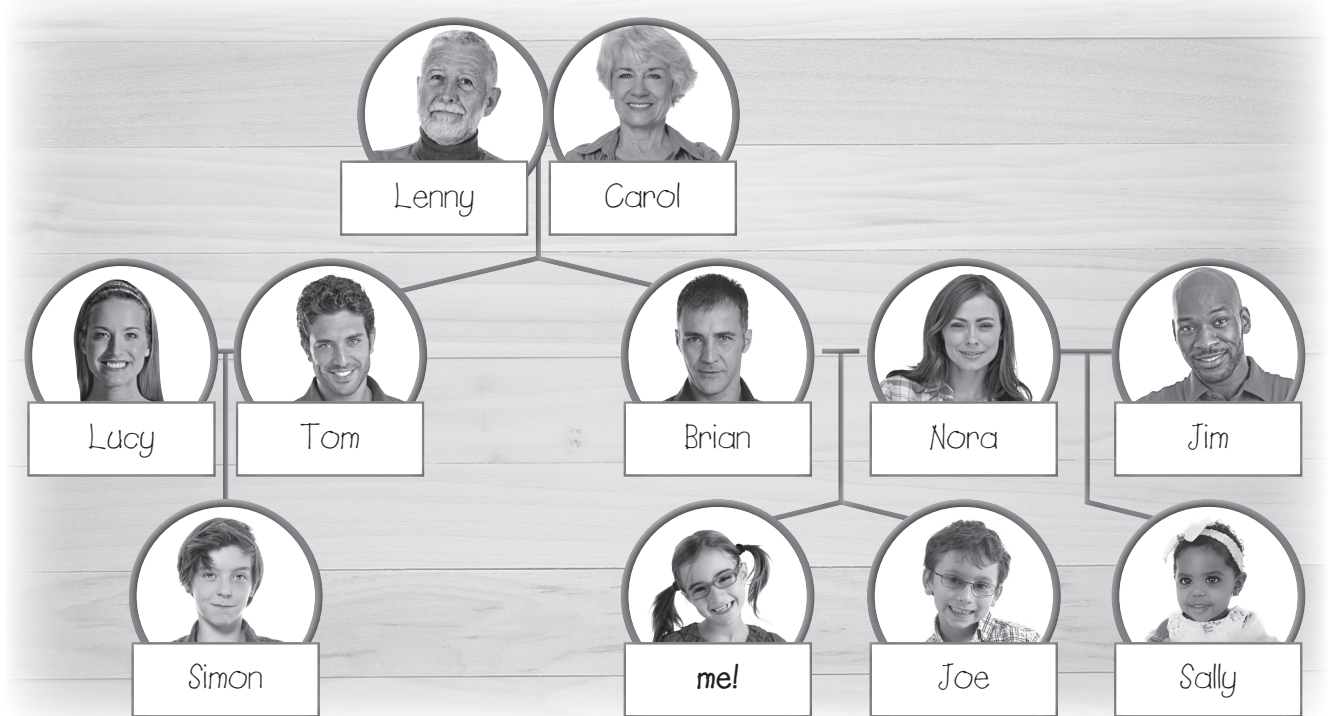 Lenny
Carol
Lucy
Tom
Brian
Nora
Jim
Simon
me!
Joe
Sally